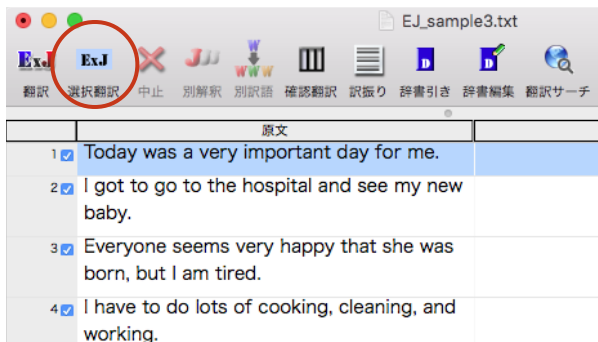 EJ_sample3.txt
ExJ ExJ J JJ W WWW D D
翻訳 選択翻訳 中止 別解釈 別訳語 確認翻訳 訳振り 辞書引き 辞書編集 翻訳サーチ
原文
1 Today was a very important day for me.
2 I got to go to the hospital and see my new
baby.
3 Everyone seems very happy that she was
born, but I am tired.
4 I have to do lots of cooking, cleaning, and
working.